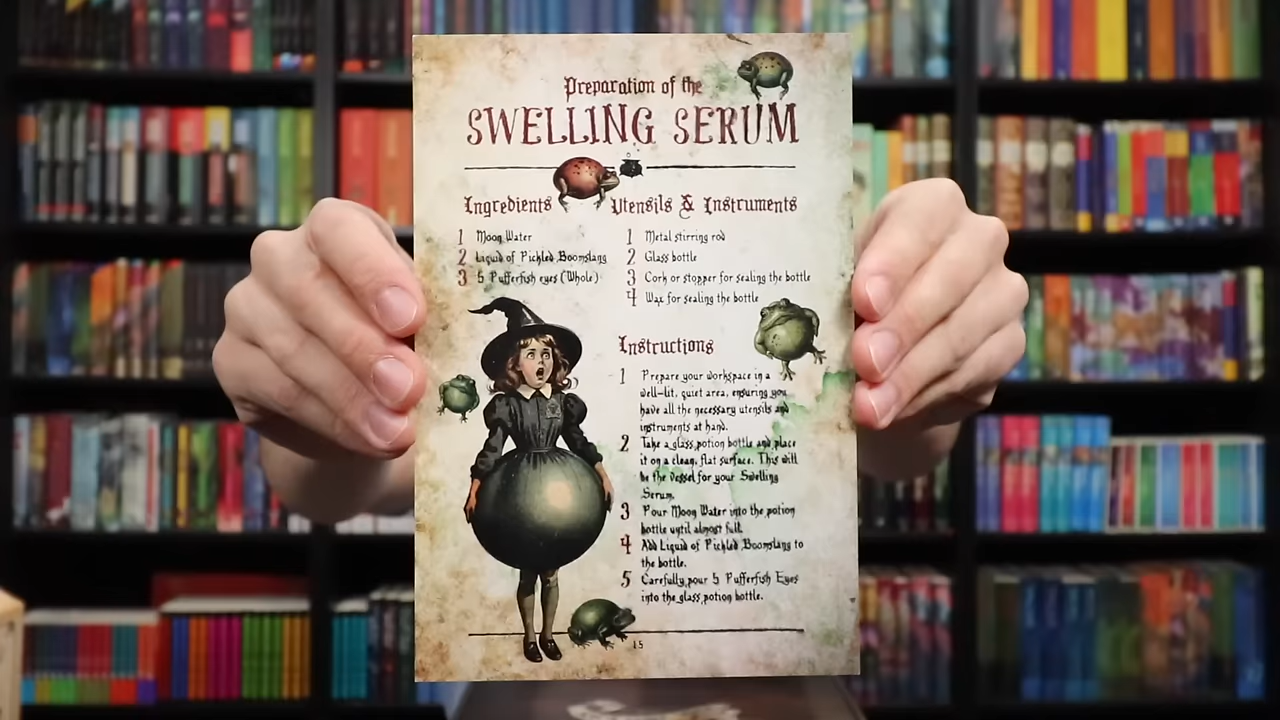 Preparation of the
SWELLING SERUM
Ingredients
1 Moon Water
2 Liquid of Pickled Boomslang
3 5 Pufferfish eyes (Whole)
Utensils & Instruments
1 Metal stirring rod
2 Glass bottle
3 Cork or stopper for sealing the bottle
4 Wax for sealing the bottle
Instructions
1 Prepare your workspace in a
well-lit, quiet area, ensuring you
have all the necessary utensils and
instruments at hand.
2 Take a glass potion bottle and place
it on a clean, flat surface. This will
be the vessel for your Swelling
Serum.
3 Pour Moon Water into the potion
bottle until almost full.
4 Add Liquid of Pickled Boomslang to
the bottle.
5 Carefully pour 5 Pufferfish Eyes
into the glass potion bottle.
15